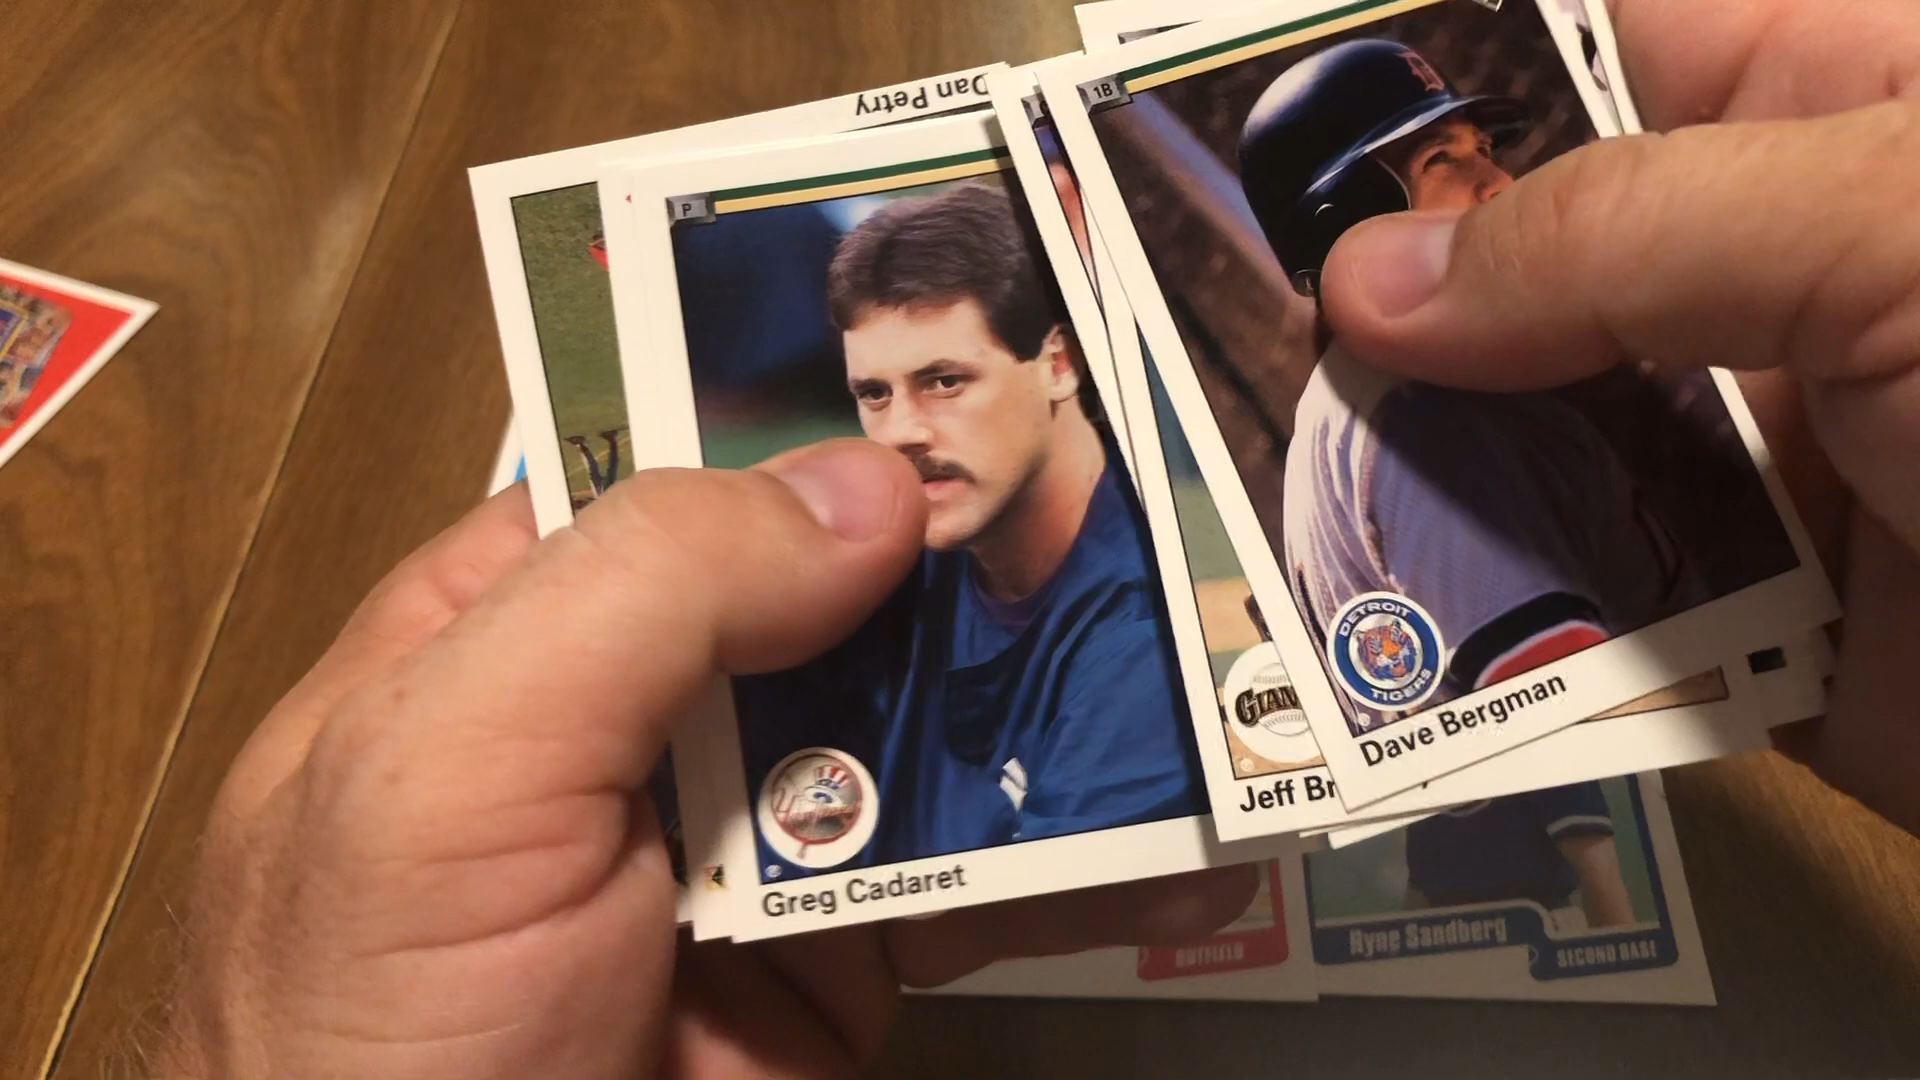 Dan Petry
1B
P
DETROIT
TIGERS
Dave Bergman
GIAN
Jeff Br
Greg Cadaret
Ryne Sandberg
OUTFIELD
SECOND BASE